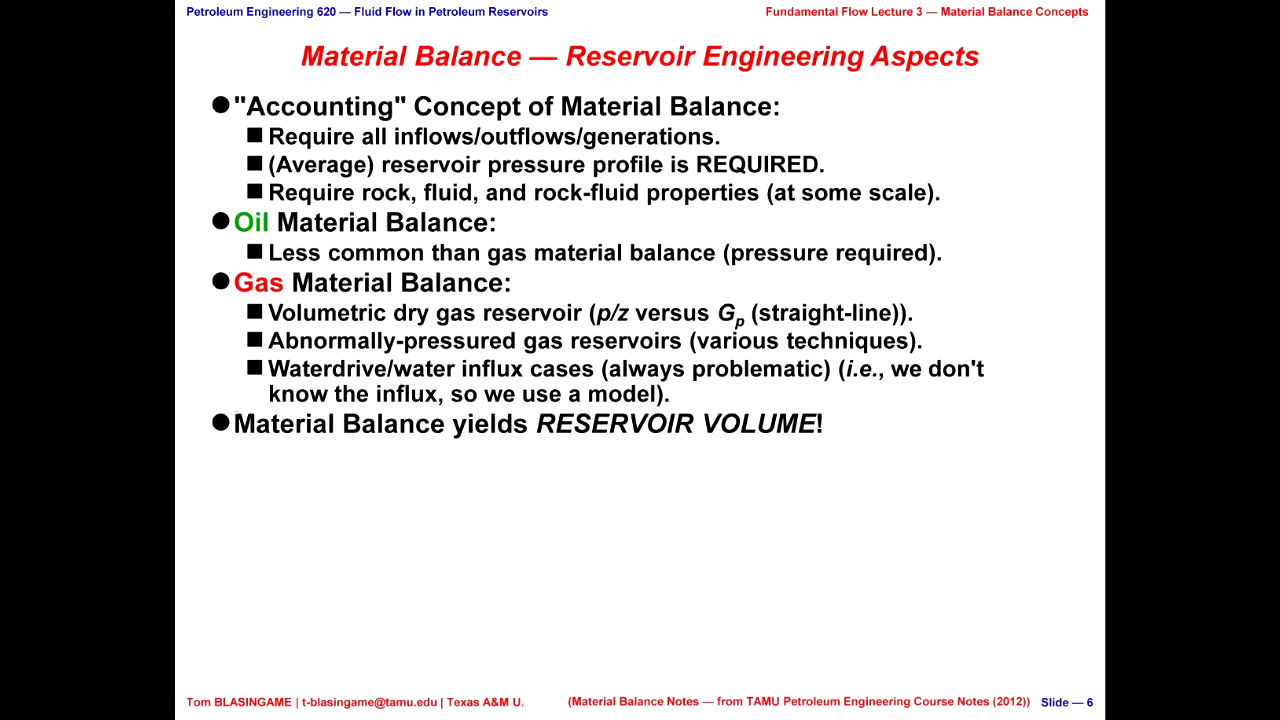 Petroleum Engineering 620 — Fluid Flow in Petroleum Reservoirs
Fundamental Flow Lecture 3 — Material Balance Concepts
Material Balance — Reservoir Engineering Aspects
● "Accounting" Concept of Material Balance:
■ Require all inflows/outflows/generations.
■ (Average) reservoir pressure profile is REQUIRED.
■ Require rock, fluid, and rock-fluid properties (at some scale).
● Oil Material Balance:
■ Less common than gas material balance (pressure required).
● Gas Material Balance:
■ Volumetric dry gas reservoir (p/z versus Gp (straight-line)).
■ Abnormally-pressured gas reservoirs (various techniques).
■ Waterdrive/water influx cases (always problematic) (i.e., we don't
know the influx, so we use a model).
● Material Balance yields RESERVOIR VOLUME!
Tom BLASINGAME | t-blasingame@tamu.edu | Texas A&M U.
(Material Balance Notes — from TAMU Petroleum Engineering Course Notes (2012))
Slide — 6